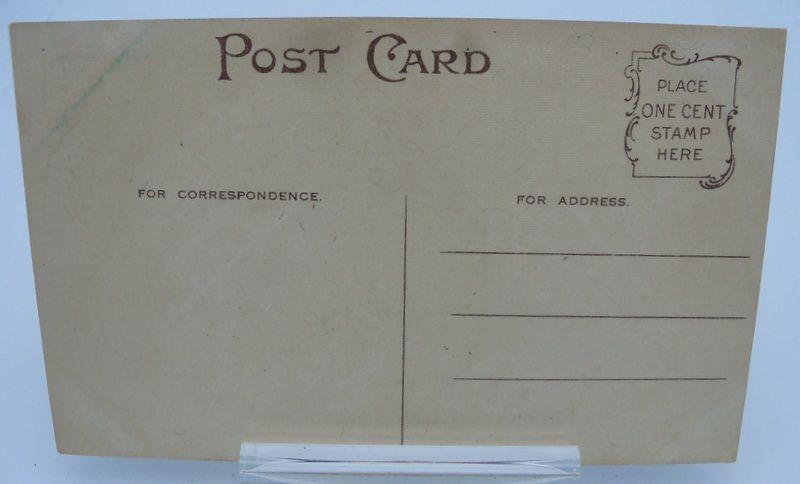 POST CARD
PLACE
ONE CENT
STAMP
HERE
FOR CORRESPONDENCE.
FOR ADDRESS.